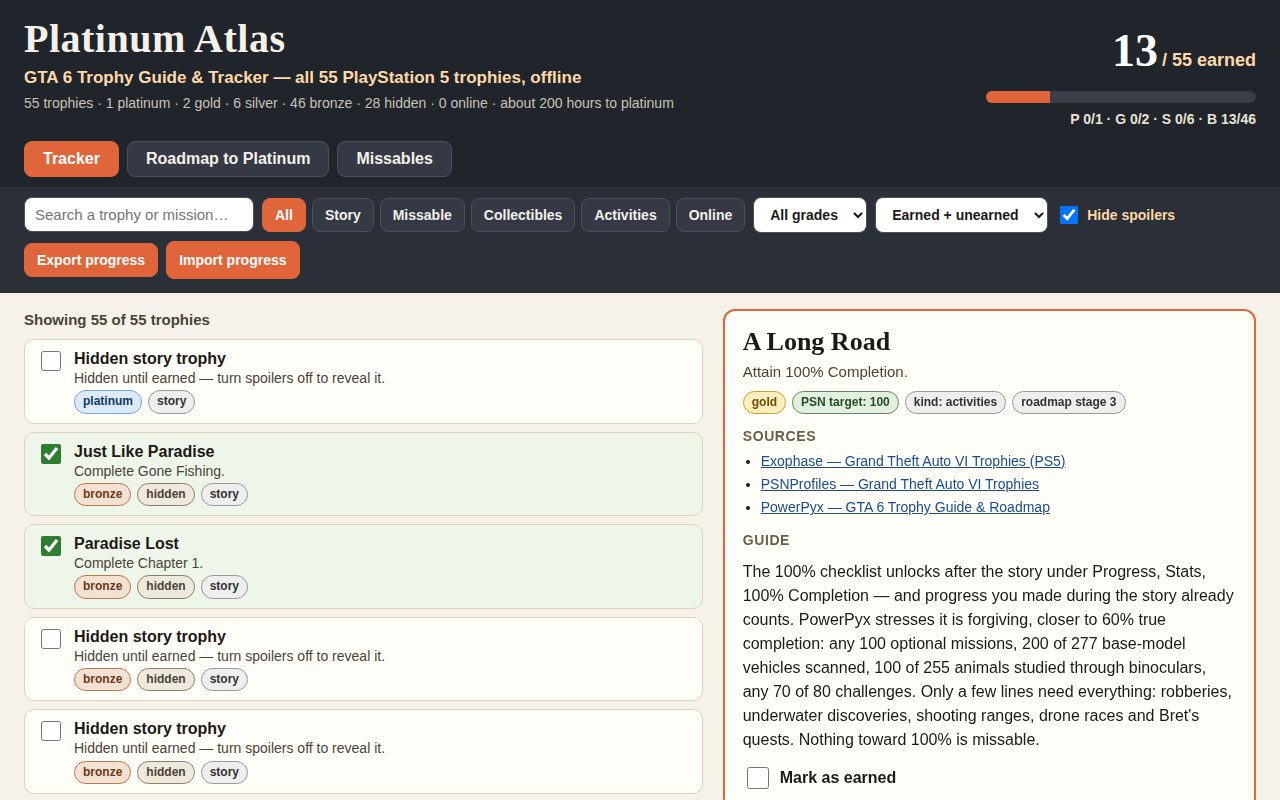 Platinum Atlas
GTA 6 Trophy Guide & Tracker — all 55 PlayStation 5 trophies, offline
55 trophies · 1 platinum · 2 gold · 6 silver · 46 bronze · 28 hidden · 0 online · about 200 hours to platinum
13 / 55 earned
P 0/1 · G 0/2 · S 0/6 · B 13/46
Tracker
Roadmap to Platinum
Missables
Search a trophy or mission…
All
Story
Missable
Collectibles
Activities
Online
All grades
Earned + unearned
Hide spoilers
Export progress
Import progress
Showing 55 of 55 trophies
Hidden story trophy
Hidden until earned — turn spoilers off to reveal it.
platinum
story
Just Like Paradise
Complete Gone Fishing.
bronze
hidden
story
Paradise Lost
Complete Chapter 1.
bronze
hidden
story
Hidden story trophy
Hidden until earned — turn spoilers off to reveal it.
bronze
hidden
story
Hidden story trophy
Hidden until earned — turn spoilers off to reveal it.
bronze
hidden
story
A Long Road
Attain 100% Completion.
gold
PSN target: 100
kind: activities
roadmap stage 3
SOURCES
Exophase — Grand Theft Auto VI Trophies (PS5)
PSNProfiles — Grand Theft Auto VI Trophies
PowerPyx — GTA 6 Trophy Guide & Roadmap
GUIDE
The 100% checklist unlocks after the story under Progress, Stats,
100% Completion — and progress you made during the story already
counts. PowerPyx stresses it is forgiving, closer to 60% true
completion: any 100 optional missions, 200 of 277 base-model
vehicles scanned, 100 of 255 animals studied through binoculars,
any 70 of 80 challenges. Only a few lines need everything: robberies,
underwater discoveries, shooting ranges, drone races and Bret's
quests. Nothing toward 100% is missable.
Mark as earned